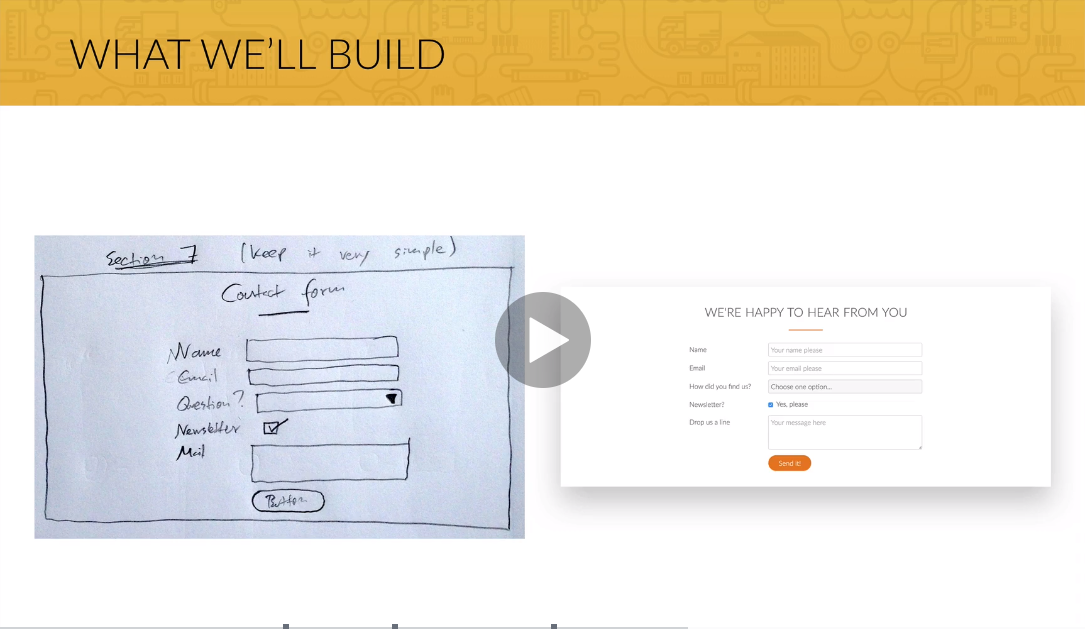 WHAT WE'LL BUILD
Section 7 (keep it very simple)
Contact form
Name
Email
Question?
Newsletter
Mail
Button
WE'RE HAPPY TO HEAR FROM YOU
Name Your name please
Email Your email please
How did you find us? Choose one option...
Newsletter? Yes, please
Drop us a line Your message here
Send it!